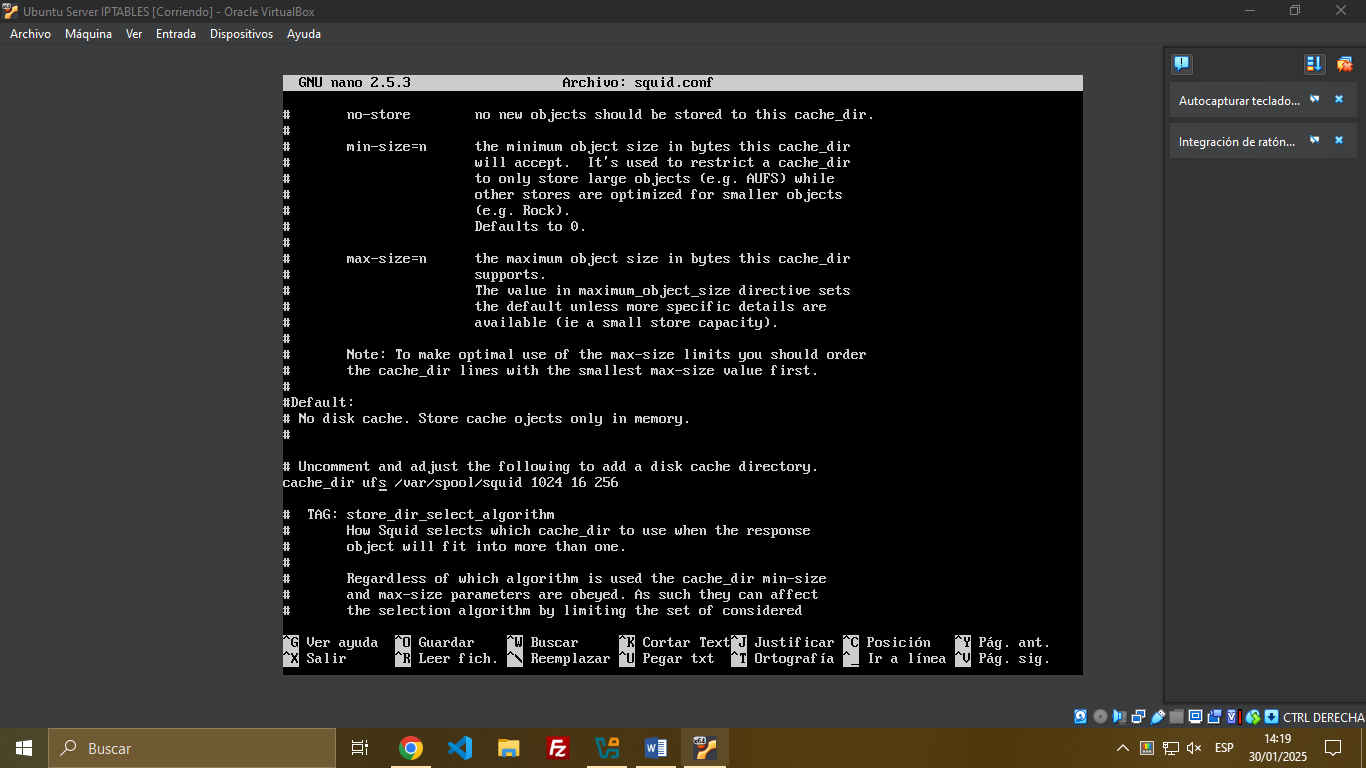 Ubuntu Server IPTABLES [Corriendo] - Oracle VirtualBox
Archivo Máquina Ver Entrada Dispositivos Ayuda
GNU nano 2.5.3 Archivo: squid.conf
# no-store no new objects should be stored to this cache_dir.
#
# min-size=n the minimum object size in bytes this cache_dir
# will accept. It's used to restrict a cache_dir
# to only store large objects (e.g. AUFS) while
# other stores are optimized for smaller objects
# (e.g. Rock).
# Defaults to 0.
#
# max-size=n the maximum object size in bytes this cache_dir
# supports.
# The value in maximum_object_size directive sets
# the default unless more specific details are
# available (ie a small store capacity).
#
# Note: To make optimal use of the max-size limits you should order
# the cache_dir lines with the smallest max-size value first.
#
#Default:
# No disk cache. Store cache ojects only in memory.
#
# Uncomment and adjust the following to add a disk cache directory.
cache_dir ufs /var/spool/squid 1024 16 256
# TAG: store_dir_select_algorithm
# How Squid selects which cache_dir to use when the response
# object will fit into more than one.
#
# Regardless of which algorithm is used the cache_dir min-size
# and max-size parameters are obeyed. As such they can affect
# the selection algorithm by limiting the set of considered
^G Ver ayuda ^O Guardar ^W Buscar ^K Cortar Text ^J Justificar ^C Posición ^Y Pág. ant.
^X Salir ^R Leer fich. ^\ Reemplazar ^U Pegar txt ^T Ortografía ^_ Ir a línea ^V Pág. sig.
Autocapturar teclado...
Integración de ratón...
CTRL DERECHA
Buscar
ESP
14:19
30/01/2025